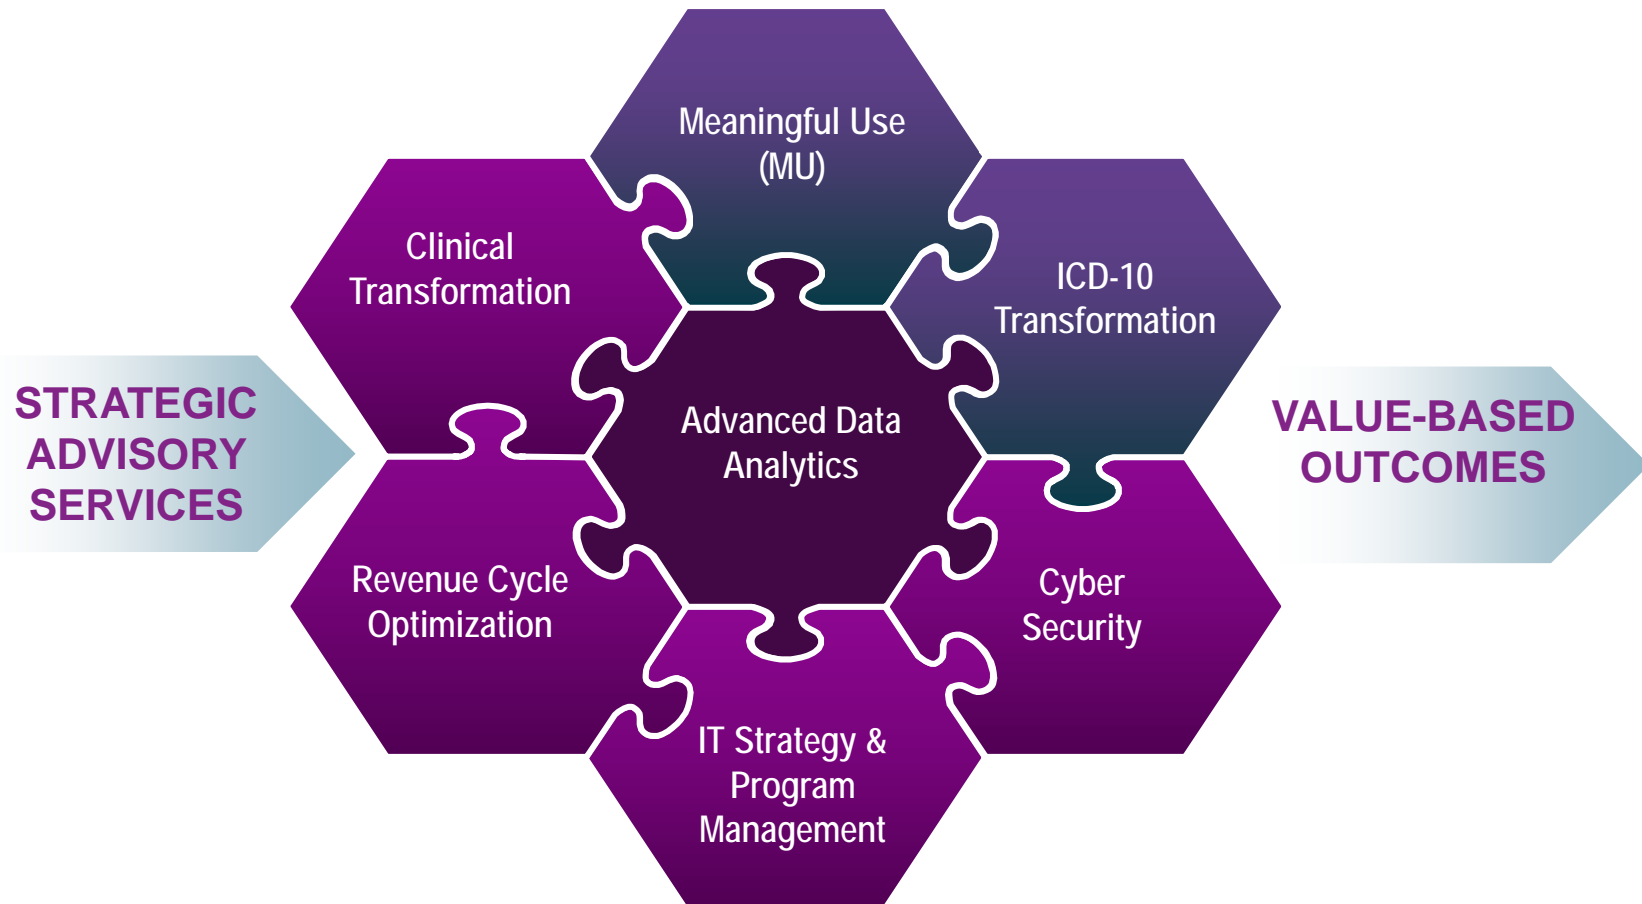 Meaningful Use
(MU)
Clinical
Transformation
ICD-10
Transformation
STRATEGIC
ADVISORY
SERVICES
Advanced Data
Analytics
VALUE-BASED
OUTCOMES
Revenue Cycle
Optimization
Cyber
Security
IT Strategy &
Program
Management